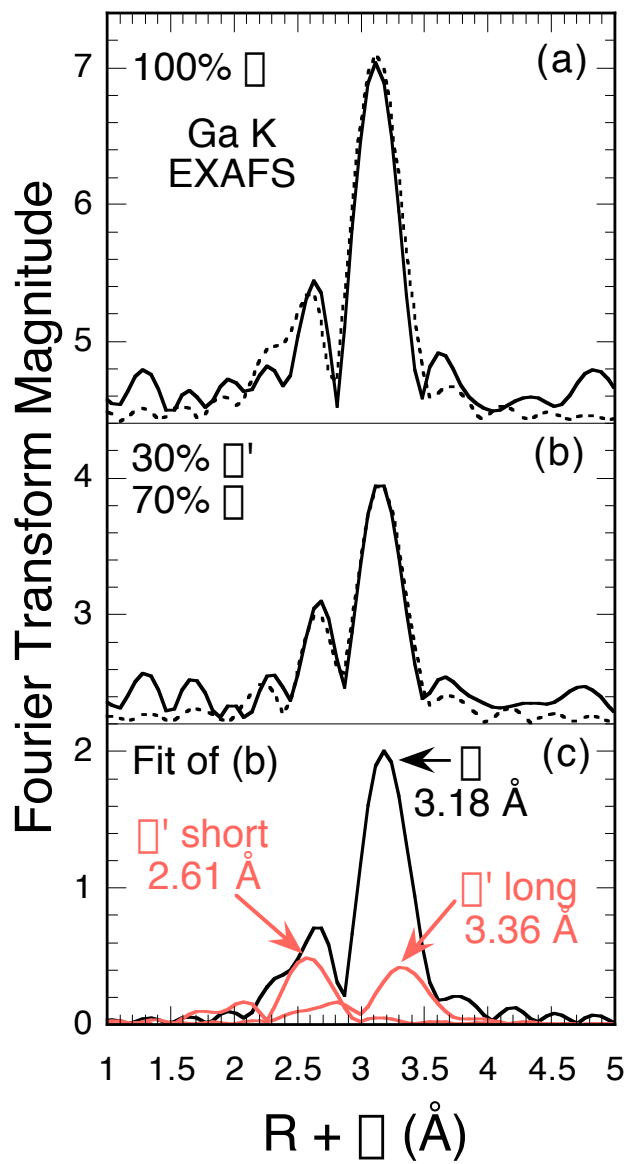 Fourier Transform Magnitude
(a)
100% ▯
Ga K
EXAFS
7
6
5
(b)
30% ▯'
70% ▯
4
3
2
Fit of (b)
(c)
▯
3.18 Å
▯' short
2.61 Å
▯' long
3.36 Å
1
0
1 1.5 2 2.5 3 3.5 4 4.5 5
R + ▯ (Å)